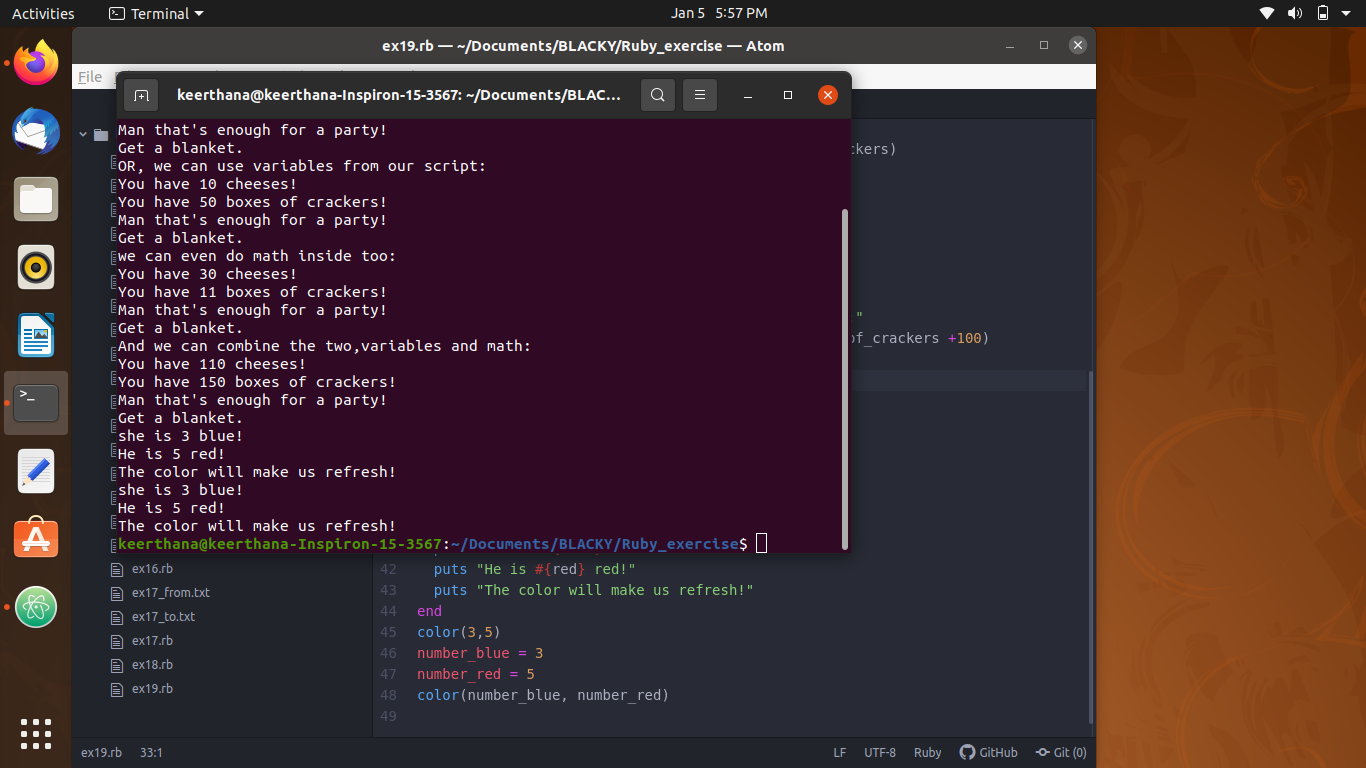 Activities
Terminal
Jan 5 5:57 PM
ex19.rb — ~/Documents/BLACKY/Ruby_exercise — Atom
File
keerthana@keerthana-Inspiron-15-3567: ~/Documents/BLAC...
Man that's enough for a party!
Get a blanket.
OR, we can use variables from our script:
You have 10 cheeses!
You have 50 boxes of crackers!
Man that's enough for a party!
Get a blanket.
we can even do math inside too:
You have 30 cheeses!
You have 11 boxes of crackers!
Man that's enough for a party!
Get a blanket.
And we can combine the two,variables and math:
You have 110 cheeses!
You have 150 boxes of crackers!
Man that's enough for a party!
Get a blanket.
she is 3 blue!
He is 5 red!
The color will make us refresh!
she is 3 blue!
He is 5 red!
The color will make us refresh!
keerthana@keerthana-Inspiron-15-3567:~/Documents/BLACKY/Ruby_exercise$
ckers)
"
of_crackers +100)
ex16.rb
ex17_from.txt
ex17_to.txt
ex17.rb
ex18.rb
ex19.rb
42 puts "He is #{red} red!"
43 puts "The color will make us refresh!"
44 end
45 color(3,5)
46 number_blue = 3
47 number_red = 5
48 color(number_blue, number_red)
49
ex19.rb 33:1 LF UTF-8 Ruby GitHub Git (0)